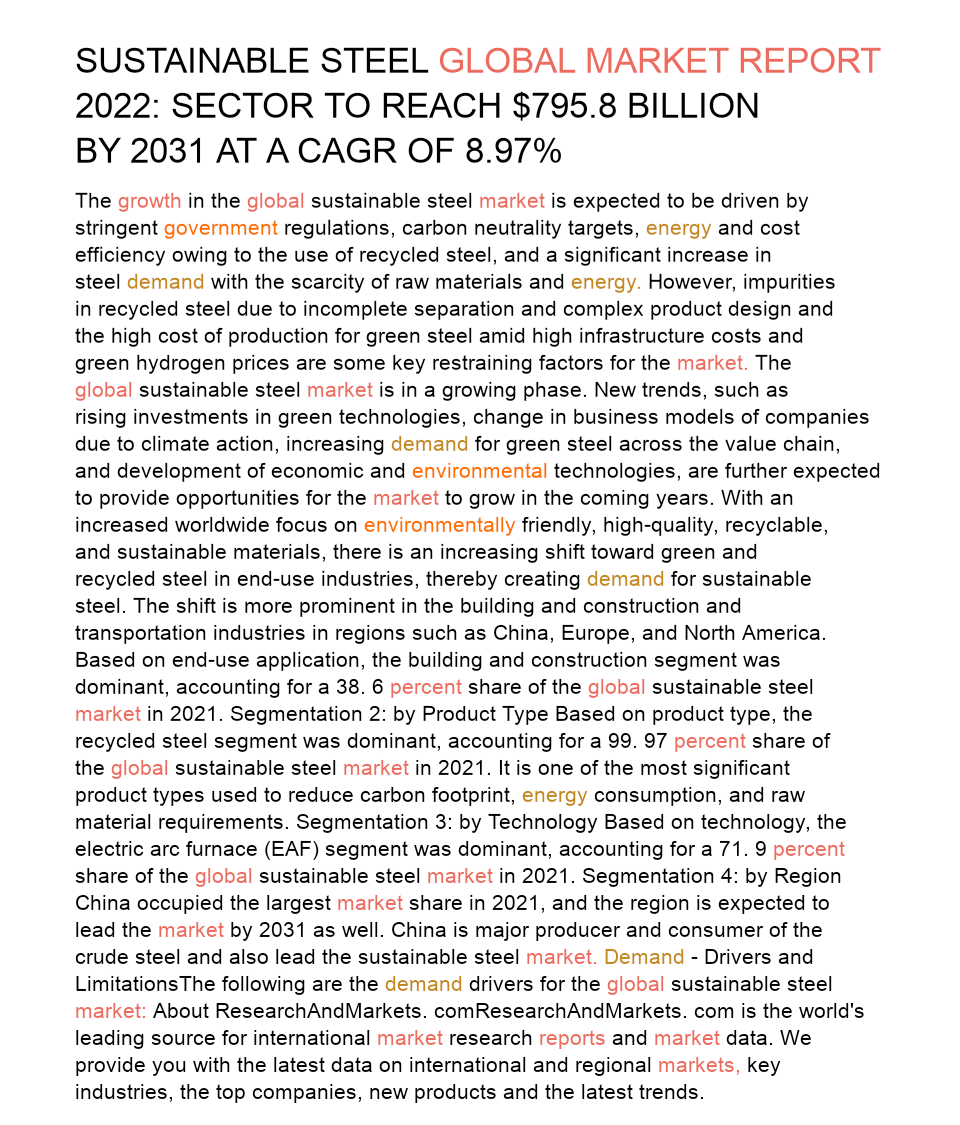 SUSTAINABLE STEEL GLOBAL MARKET REPORT
2022: SECTOR TO REACH $795.8 BILLION
BY 2031 AT A CAGR OF 8.97%
The growth in the global sustainable steel market is expected to be driven by
stringent government regulations, carbon neutrality targets, energy and cost
efficiency owing to the use of recycled steel, and a significant increase in
steel demand with the scarcity of raw materials and energy. However, impurities
in recycled steel due to incomplete separation and complex product design and
the high cost of production for green steel amid high infrastructure costs and
green hydrogen prices are some key restraining factors for the market. The
global sustainable steel market is in a growing phase. New trends, such as
rising investments in green technologies, change in business models of companies
due to climate action, increasing demand for green steel across the value chain,
and development of economic and environmental technologies, are further expected
to provide opportunities for the market to grow in the coming years. With an
increased worldwide focus on environmentally friendly, high-quality, recyclable,
and sustainable materials, there is an increasing shift toward green and
recycled steel in end-use industries, thereby creating demand for sustainable
steel. The shift is more prominent in the building and construction and
transportation industries in regions such as China, Europe, and North America.
Based on end-use application, the building and construction segment was
dominant, accounting for a 38. 6 percent share of the global sustainable steel
market in 2021. Segmentation 2: by Product Type Based on product type, the
recycled steel segment was dominant, accounting for a 99. 97 percent share of
the global sustainable steel market in 2021. It is one of the most significant
product types used to reduce carbon footprint, energy consumption, and raw
material requirements. Segmentation 3: by Technology Based on technology, the
electric arc furnace (EAF) segment was dominant, accounting for a 71. 9 percent
share of the global sustainable steel market in 2021. Segmentation 4: by Region
China occupied the largest market share in 2021, and the region is expected to
lead the market by 2031 as well. China is major producer and consumer of the
crude steel and also lead the sustainable steel market. Demand - Drivers and
LimitationsThe following are the demand drivers for the global sustainable steel
market: About ResearchAndMarkets. comResearchAndMarkets. com is the world's
leading source for international market research reports and market data. We
provide you with the latest data on international and regional markets, key
industries, the top companies, new products and the latest trends.